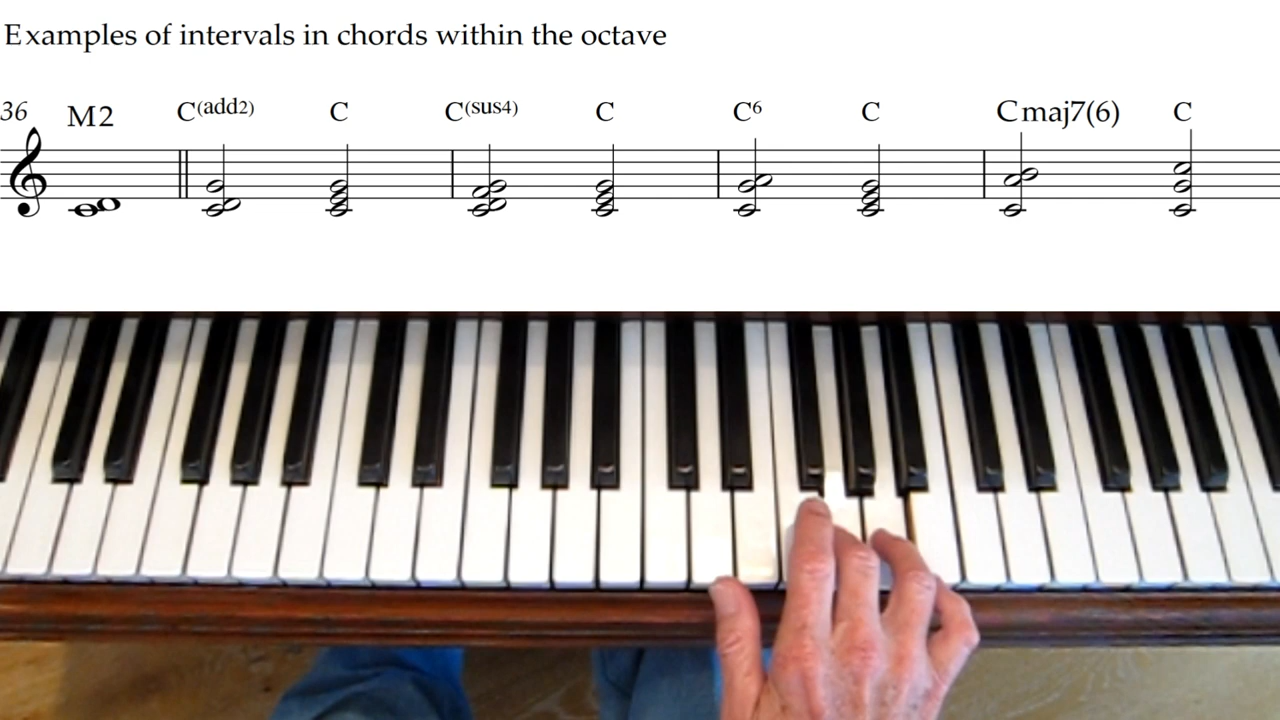 Examples of intervals in chords within the octave
36 M2 C(add2) C C(sus4) C C6 C Cmaj7(6) C